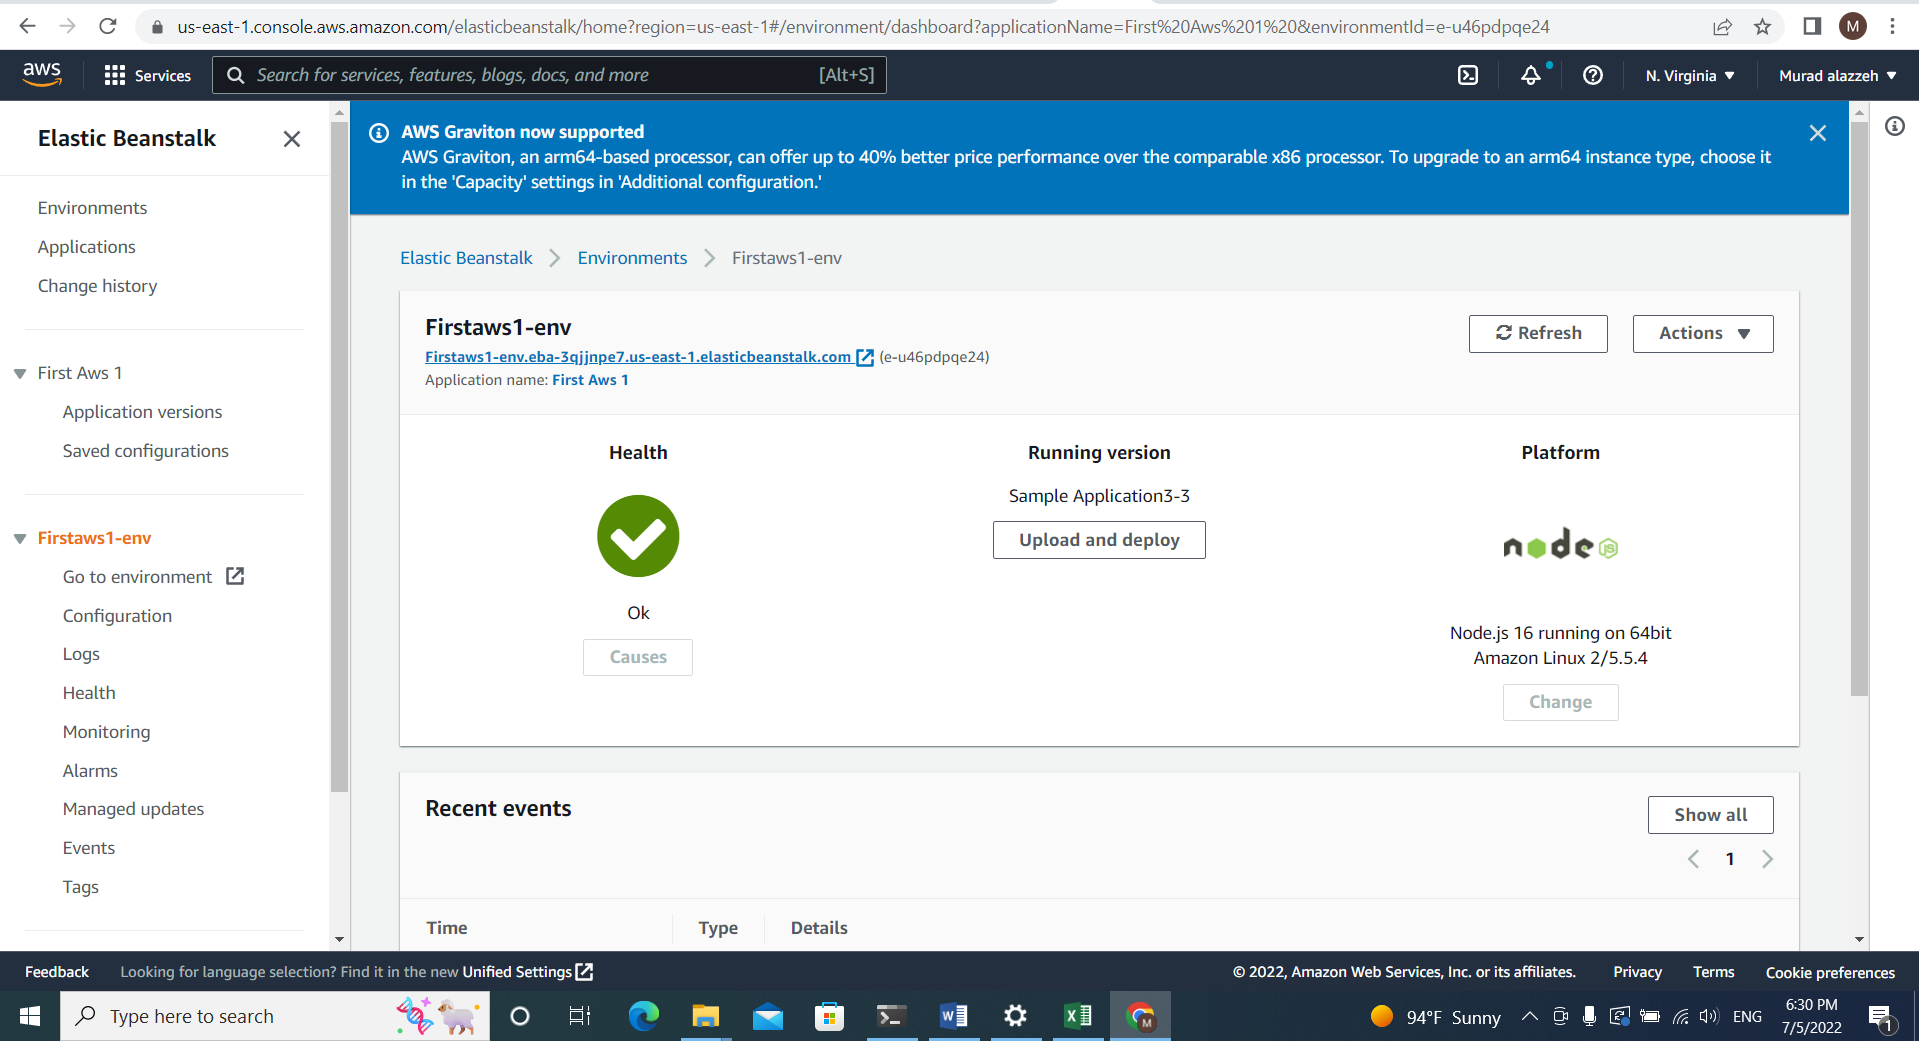 us-east-1.console.aws.amazon.com/elasticbeanstalk/home?region=us-east-1#/environment/dashboard?applicationName=First%20Aws%201%20&environmentId=e-u46pdpqe24
M
aws
Services
Search for services, features, blogs, docs, and more
[Alt+S]
N. Virginia
Murad alazzeh
Elastic Beanstalk
Environments
Applications
Change history
First Aws 1
Application versions
Saved configurations
Firstaws1-env
Go to environment
Configuration
Logs
Health
Monitoring
Alarms
Managed updates
Events
Tags
AWS Graviton now supported
AWS Graviton, an arm64-based processor, can offer up to 40% better price performance over the comparable x86 processor. To upgrade to an arm64 instance type, choose it
in the 'Capacity' settings in 'Additional configuration.'
Elastic Beanstalk
Environments
Firstaws1-env
Firstaws1-env
Firstaws1-env.eba-3qjjnpe7.us-east-1.elasticbeanstalk.com (e-u46pdpqe24)
Application name: First Aws 1
Refresh
Actions
Health
Ok
Causes
Running version
Sample Application3-3
Upload and deploy
Platform
node JS
Node.js 16 running on 64bit
Amazon Linux 2/5.5.4
Change
Recent events
Show all
1
Time
Type
Details
Feedback
Looking for language selection? Find it in the new Unified Settings
© 2022, Amazon Web Services, Inc. or its affiliates.
Privacy
Terms
Cookie preferences
Type here to search
W
X
M
94°F Sunny
ENG
6:30 PM
7/5/2022
1